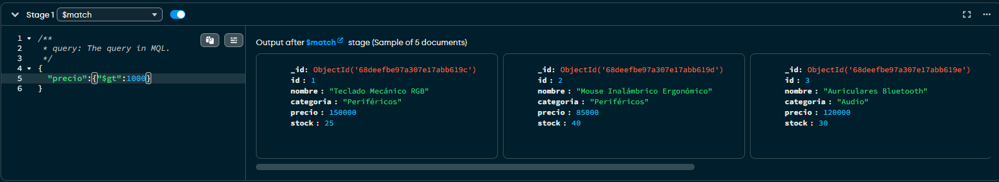 Stage 1 $match
1 /**
2  * query: The query in MQL.
3  */
4 {
5   "precio":{"$gt":1000}
6 }
Output after $match stage (Sample of 5 documents)
_id: ObjectId('68deefbe97a307e17abb619c')
id: 1
nombre: "Teclado Mecánico RGB"
categoria: "Periféricos"
precio: 150000
stock: 25
_id: ObjectId('68deefbe97a307e17abb619d')
id: 2
nombre: "Mouse Inalámbrico Ergonómico"
categoria: "Periféricos"
precio: 85000
stock: 40
_id: ObjectId('68deefbe97a307e17abb619e')
id: 3
nombre: "Auriculares Bluetooth"
categoria: "Audio"
precio: 120000
stock: 30